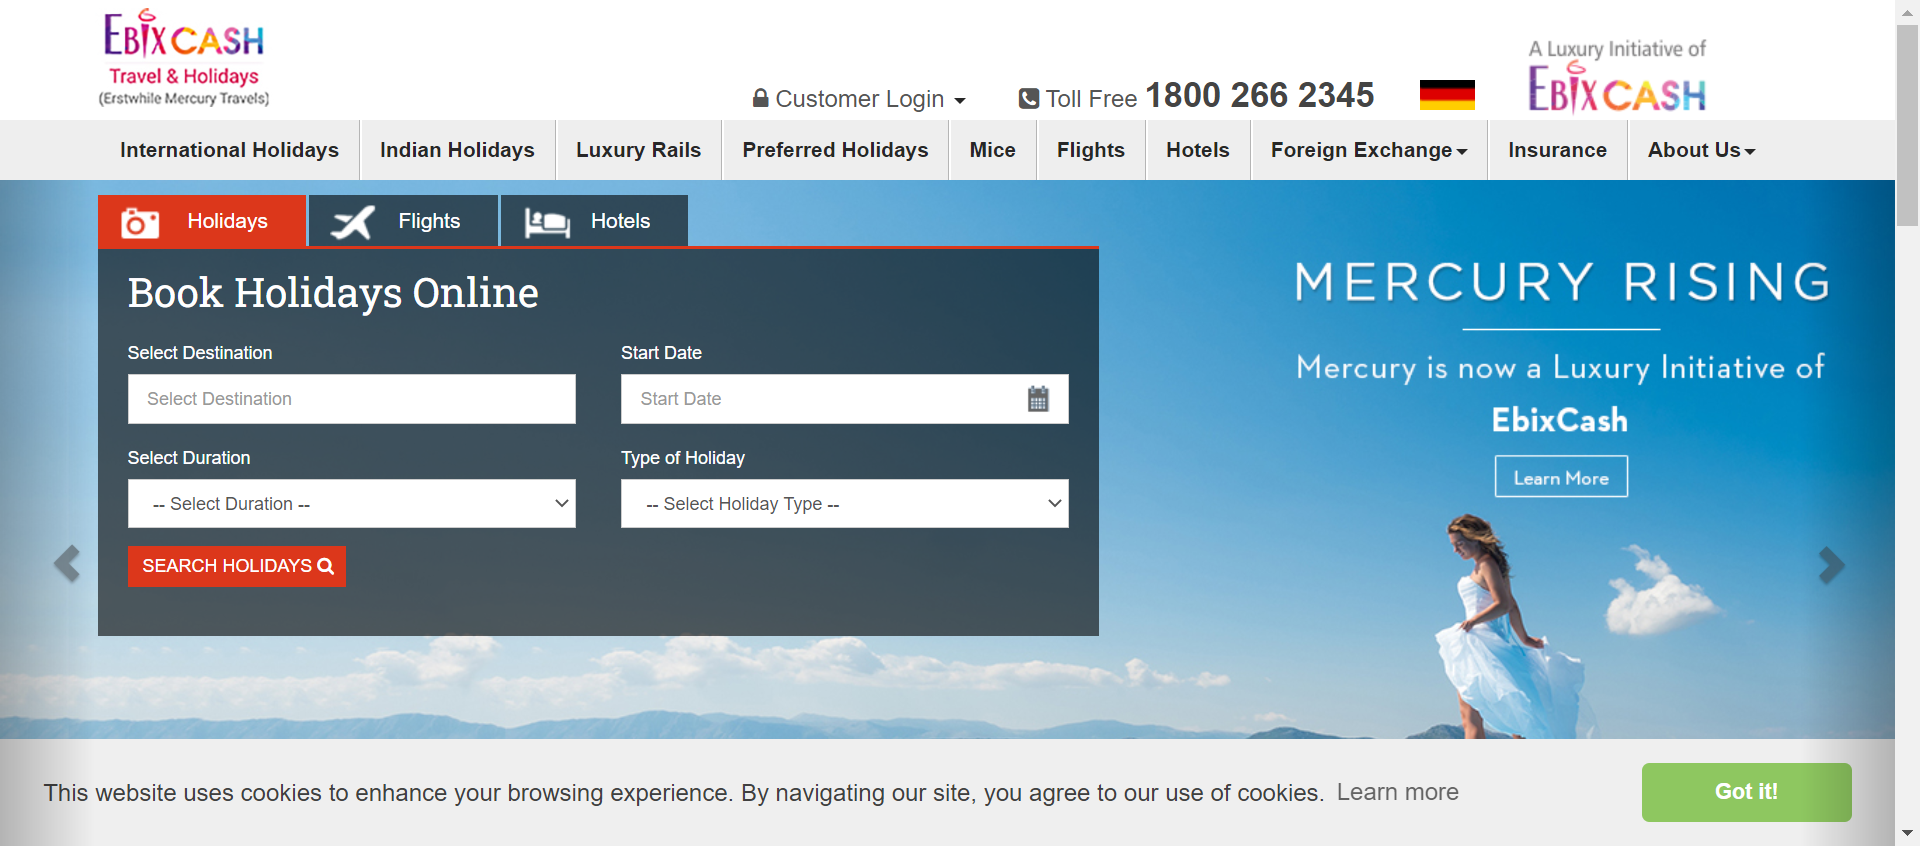 EBIXCASH
Travel & Holidays
(Erstwhile Mercury Travels)
Customer Login
Toll Free 1800 266 2345
A Luxury Initiative of
EBIXCASH
International Holidays
Indian Holidays
Luxury Rails
Preferred Holidays
Mice
Flights
Hotels
Foreign Exchange
Insurance
About Us
Holidays
Flights
Hotels
Book Holidays Online
Select Destination
Select Destination
Start Date
Start Date
Select Duration
-- Select Duration --
Type of Holiday
-- Select Holiday Type --
SEARCH HOLIDAYS
MERCURY RISING
Mercury is now a Luxury Initiative of
EbixCash
Learn More
This website uses cookies to enhance your browsing experience. By navigating our site, you agree to our use of cookies. Learn more
Got it!